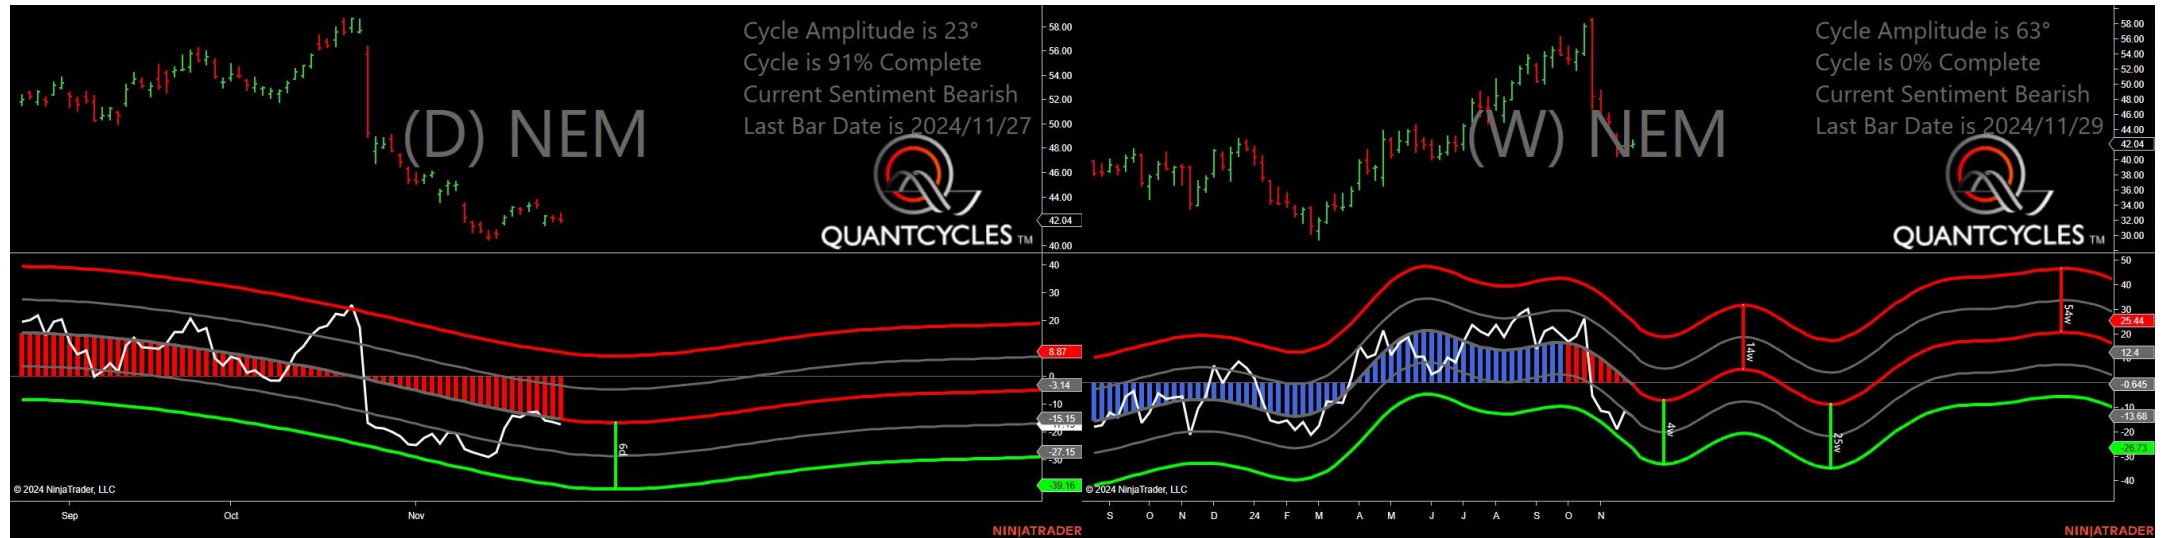 Cycle Amplitude is 23°
Cycle is 91% Complete
Current Sentiment Bearish
Last Bar Date is 2024/11/27
(D) NEM
QUANTCYCLES TM
58.00
56.00
54.00
52.00
50.00
48.00
46.00
44.00
42.04
40.00
40
30
20
8.87
0
-3.14
-10
-15.15
-20
-27.15
-30
-39.16
6d
© 2024 NinjaTrader, LLC
Sep Oct Nov
NINJATRADER
Cycle Amplitude is 63°
Cycle is 0% Complete
Current Sentiment Bearish
Last Bar Date is 2024/11/29
(W) NEM
QUANTCYCLES TM
58.00
56.00
54.00
52.00
50.00
48.00
46.00
44.00
42.04
40.00
38.00
36.00
34.00
32.00
30.00
50
40
30
25.44
20
12.4
10
-0.645
-10
-13.68
-20
-26.73
-30
-40
4w
14w
25w
54w
© 2024 NinjaTrader, LLC
S O N D 24 F M A M J J A S O N
NINJATRADER